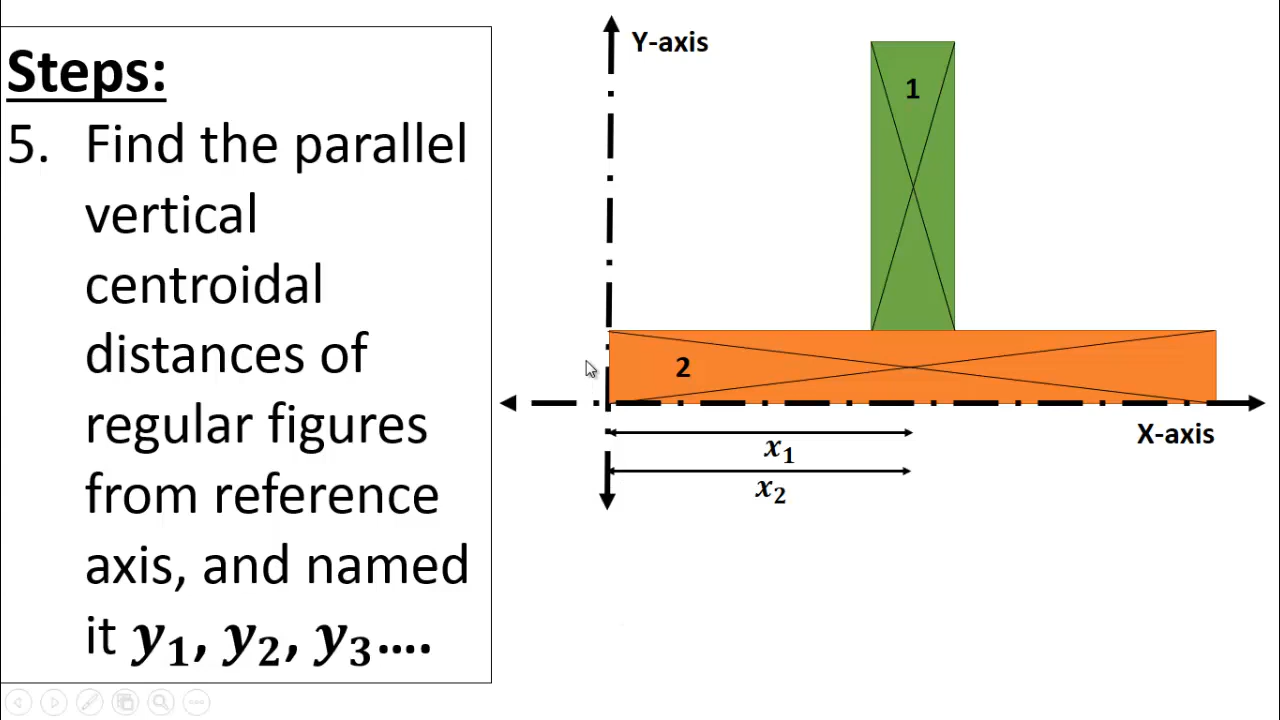 Steps:
5. Find the parallel
vertical
centroidal
distances of
regular figures
from reference
axis, and named
it y₁, y₂, y₃....
Y-axis
1
2
X-axis
x₁
x₂